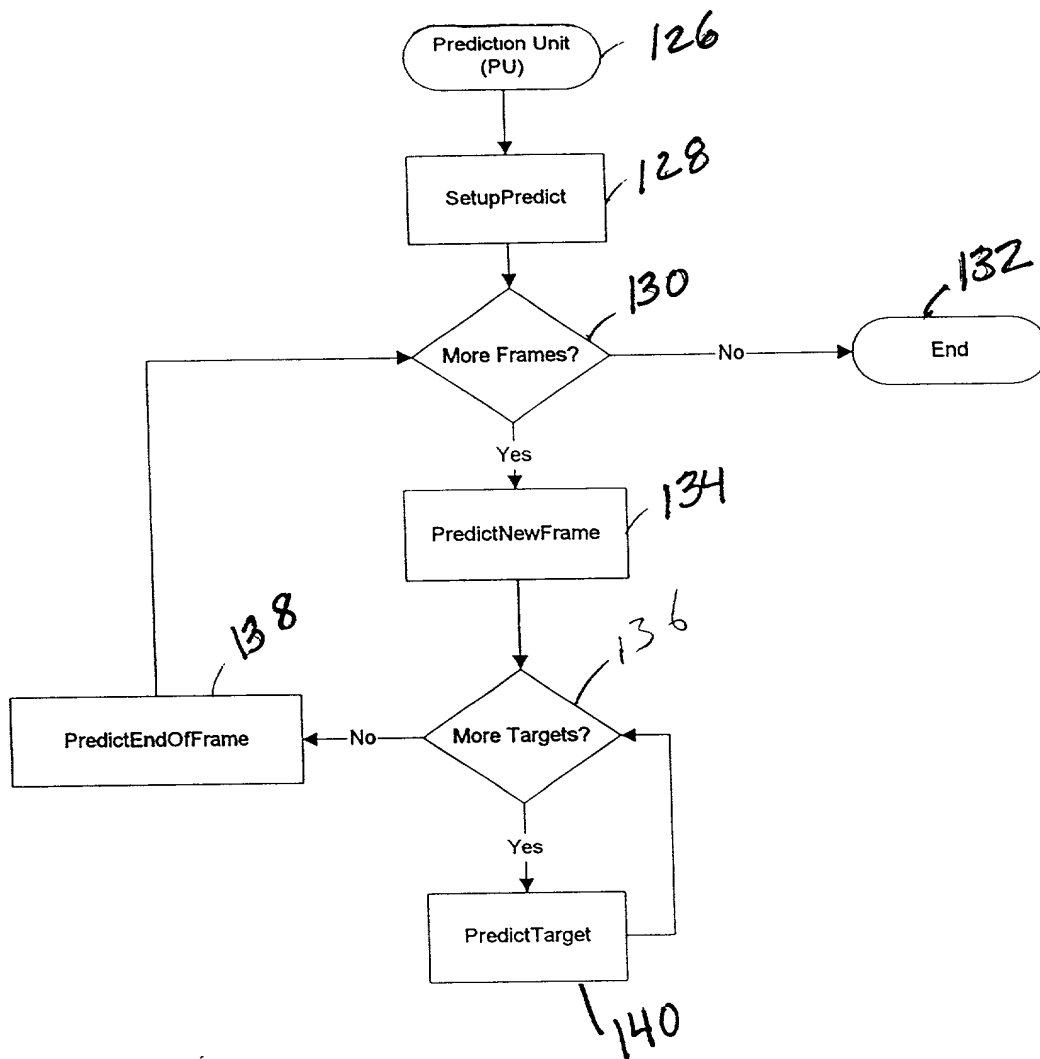 Prediction Unit
(PU)
126
SetupPredict
128
More Frames?
130
No
End
132
Yes
PredictNewFrame
134
More Targets?
136
No
PredictEndOfFrame
138
Yes
PredictTarget
140